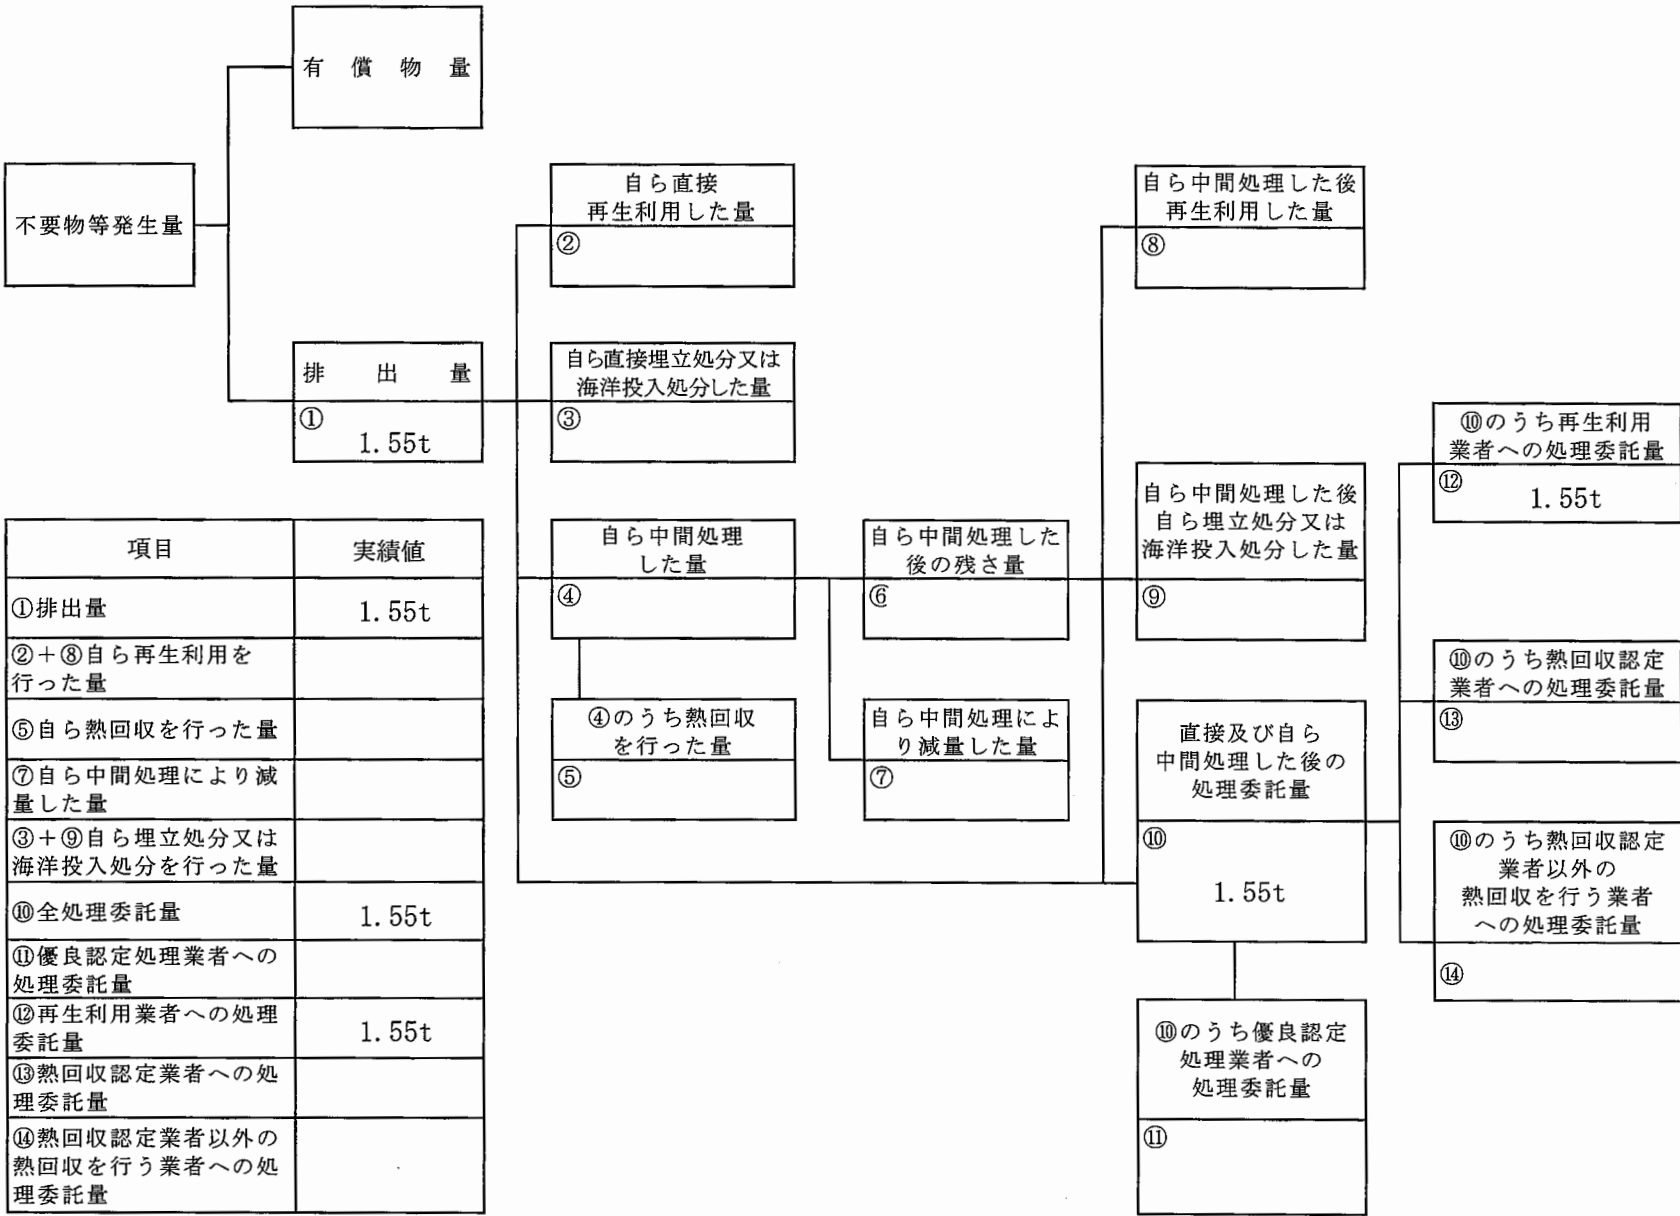 有償物量
不要物等発生量
排出量
①
1.55t
自ら直接
再生利用した量
②
自ら直接埋立処分又は
海洋投入処分した量
③
自ら中間処理
した量
④
④のうち熱回収
を行った量
⑤
自ら中間処理した
後の残さ量
⑥
自ら中間処理によ
り減量した量
⑦
自ら中間処理した後
再生利用した量
⑧
自ら中間処理した後
自ら埋立処分又は
海洋投入処分した量
⑨
直接及び自ら
中間処理した後の
処理委託量
⑩
1.55t
⑩のうち優良認定
処理業者への
処理委託量
⑪
⑩のうち再生利用
業者への処理委託量
⑫
1.55t
⑩のうち熱回収認定
業者への処理委託量
⑬
⑩のうち熱回収認定
業者以外の
熱回収を行う業者
への処理委託量
⑭
項目 実績値
①排出量 1.55t
②+⑧自ら再生利用を
行った量
⑤自ら熱回収を行った量
⑦自ら中間処理により減
量した量
③+⑨自ら埋立処分又は
海洋投入処分を行った量
⑩全処理委託量 1.55t
⑪優良認定処理業者への
処理委託量
⑫再生利用業者への処理
委託量 1.55t
⑬熱回収認定業者への処
理委託量
⑭熱回収認定業者以外の
熱回収を行う業者への処
理委託量